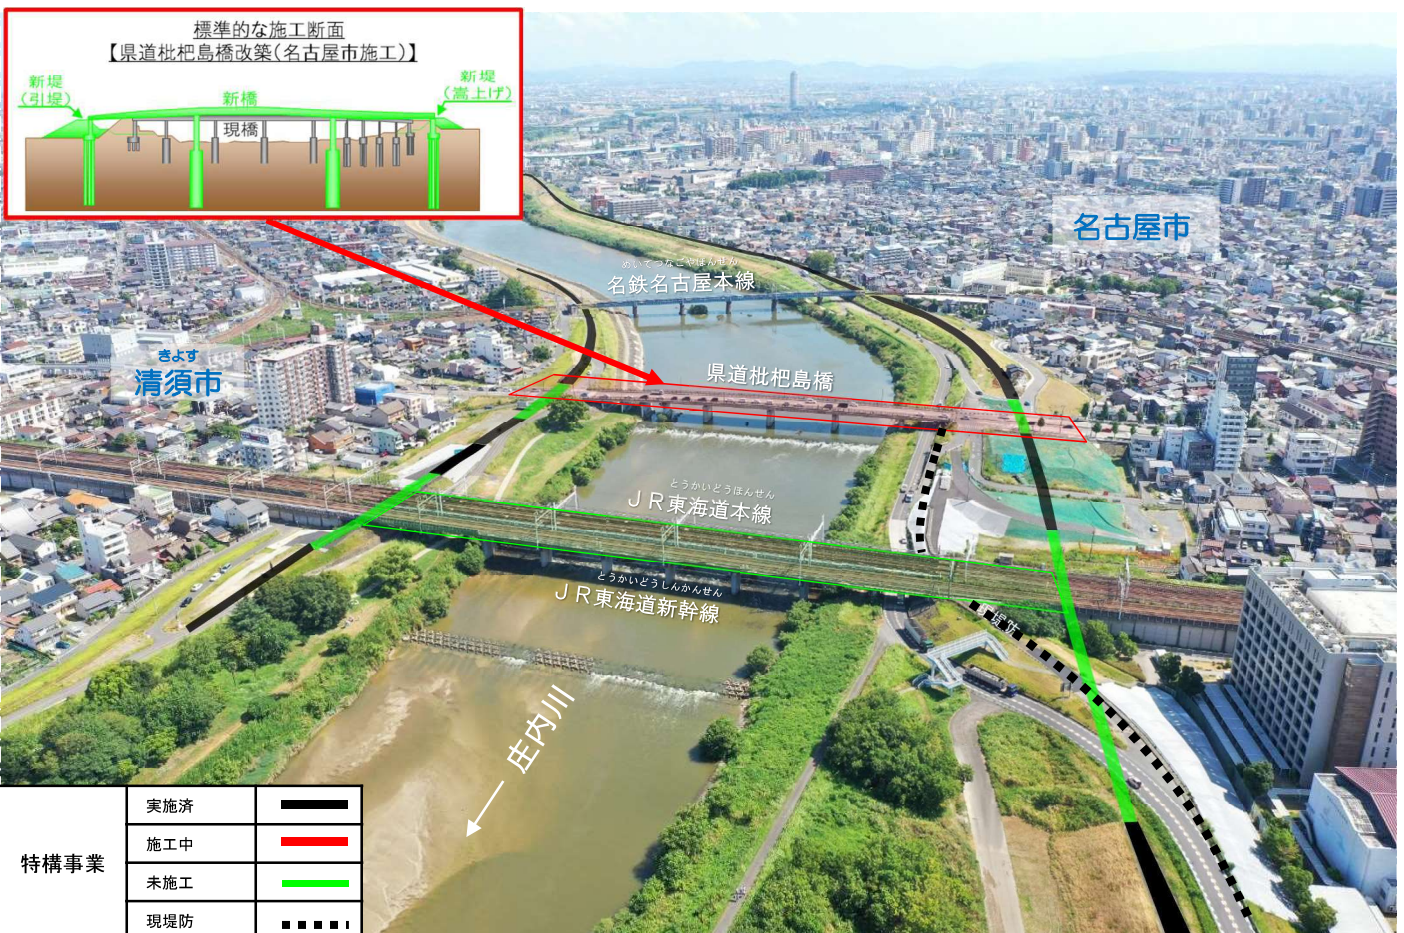 標準的な施工断面
【県道枇杷島橋改築(名古屋市施工)】
新堤
(引堤)
新橋
現橋
新堤
(嵩上げ)
名古屋市
めいてつなごやほんせん
名鉄名古屋本線
きよす
清須市
県道枇杷島橋
とうかいどうほんせん
JR東海道本線
とうかいどうしんかんせん
JR東海道新幹線
堤防
庄内川
特構事業
実施済
施工中
未施工
現堤防